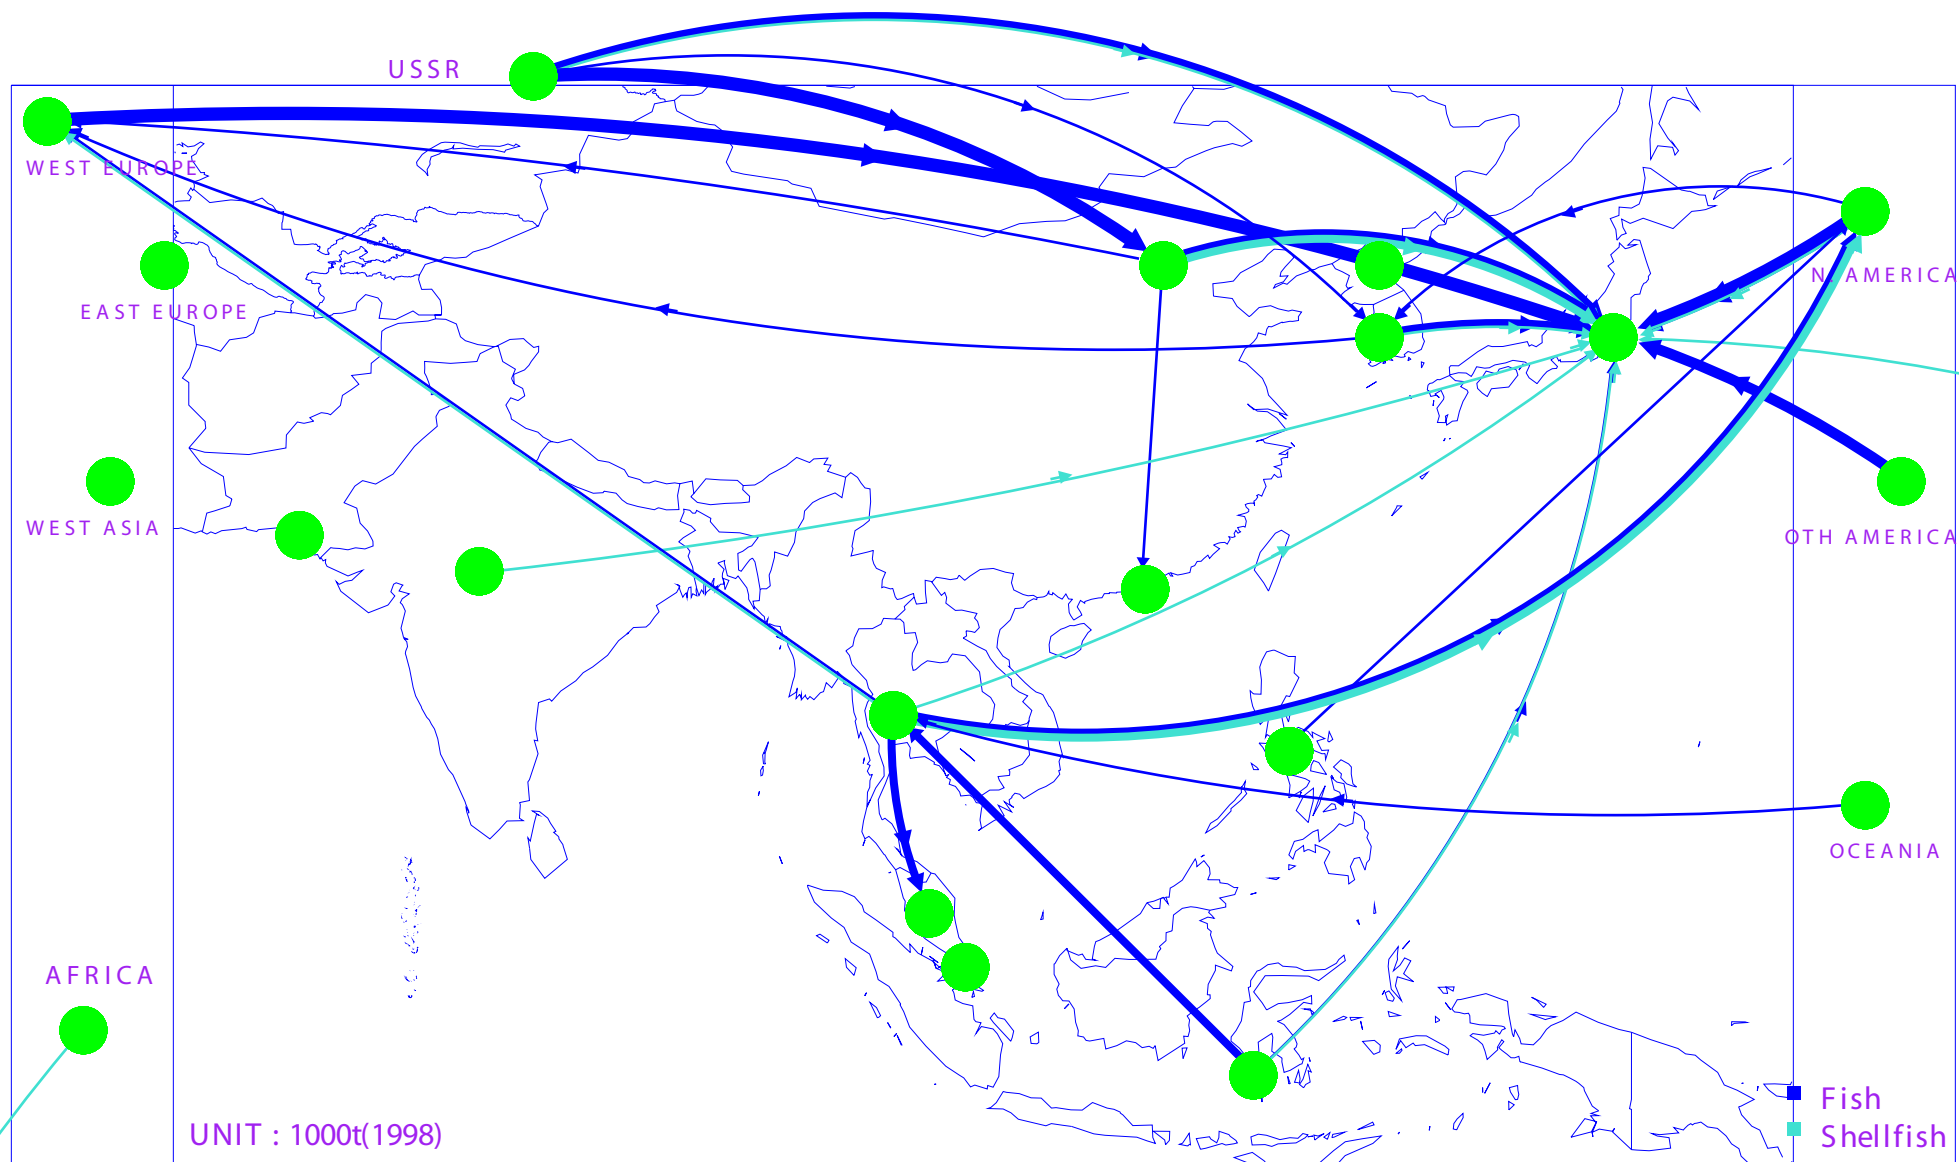 USSR
WEST EUROPE
N. AMERICA
EAST EUROPE
WEST ASIA
OTH AMERICA
OCEANIA
AFRICA
Fish
UNIT : 1000t(1998)
Shellfish